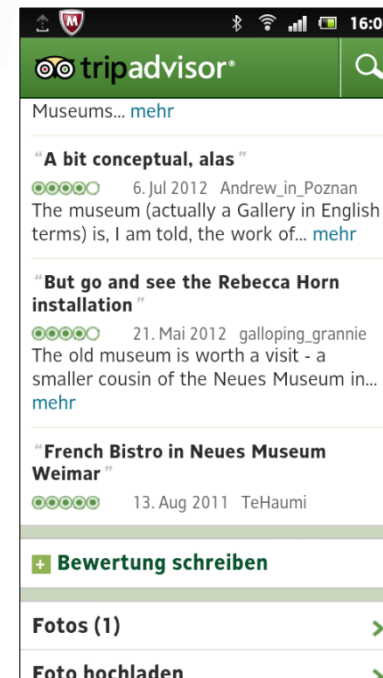 16:0
tripadvisor®
Museums... mehr
"A bit conceptual, alas"
6. Jul 2012 Andrew_in_Poznan
The museum (actually a Gallery in English
terms) is, I am told, the work of... mehr
"But go and see the Rebecca Horn
installation"
21. Mai 2012 galloping_grannie
The old museum is worth a visit - a
smaller cousin of the Neues Museum in...
mehr
"French Bistro in Neues Museum
Weimar"
13. Aug 2011 TeHaumi
Bewertung schreiben
Fotos (1)
Foto hochladen